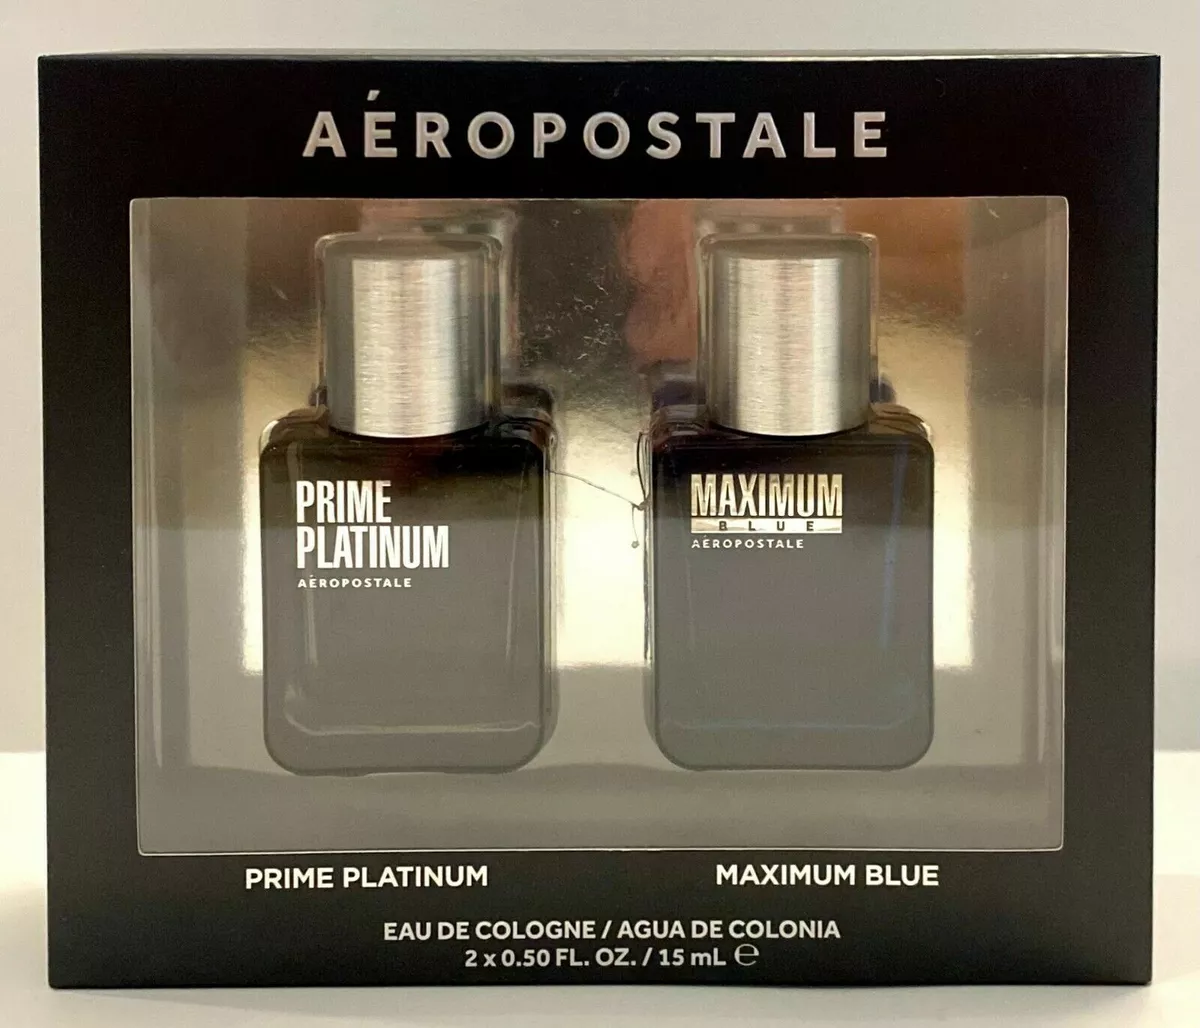 AÉROPOSTALE
PRIME
PLATINUM
AÉROPOSTALE
MAXIMUM
BLUE
AÉROPOSTALE
PRIME PLATINUM
MAXIMUM BLUE
EAU DE COLOGNE / AGUA DE COLONIA
2 x 0.50 FL. OZ. / 15 mL ℮